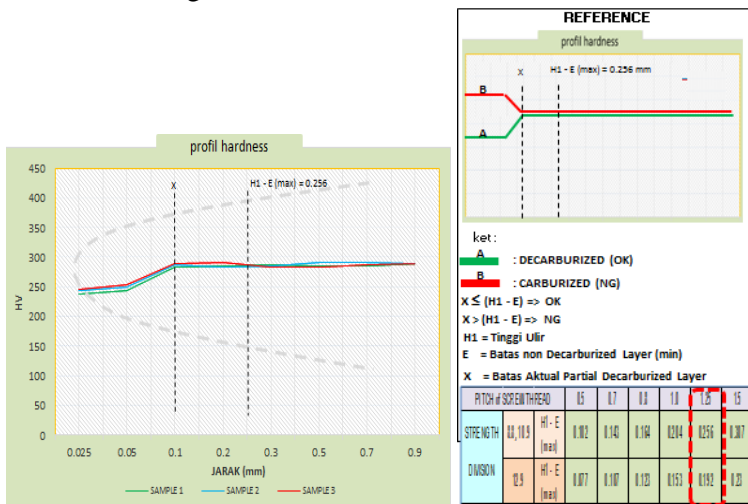 profil hardness
450
400
350
300
250
200
150
100
50
0
HV
X
H1 - E (max) = 0.256
0.025 0.05 0.1 0.2 0.3 0.5 0.7 0.9
JARAK (mm)
SAMPLE 1 SAMPLE 2 SAMPLE 3
REFERENCE
profil hardness
X H1 - E (max) = 0.256 mm
B
A
ket :
A : DECARBURIZED (OK)
B : CARBURIZED (NG)
X ≤ (H1 - E) => OK
X > (H1 - E) => NG
H1 = Tinggi Ulir
E = Batas non Decarburized Layer (min)
X = Batas Aktual Partial Decarburized Layer
PITCH of SCREW THREAD 0.5 0.7 0.8 1.0 1.25 1.5
STRENGTH DIVISION
8.8, 10.9 H1 - E (max) 0.102 0.143 0.164 0.204 0.256 0.307
12.9 H1 - E (max) 0.077 0.107 0.123 0.153 0.192 0.23